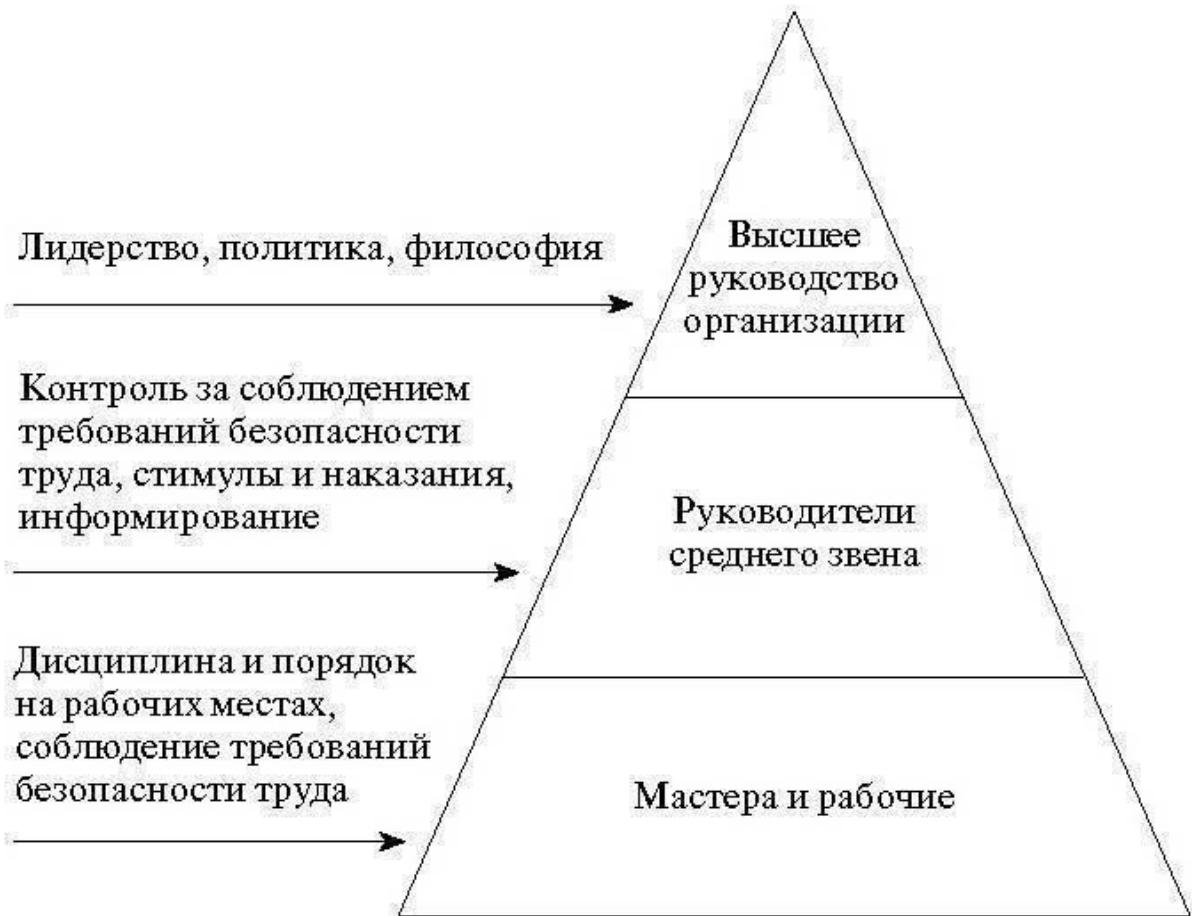 Лидерство, политика, философия
Высшее
руководство
организации
Контроль за соблюдением
требований безопасности
труда, стимулы и наказания,
информирование
Руководители
среднего звена
Дисциплина и порядок
на рабочих местах,
соблюдение требований
безопасности труда
Мастера и рабочие